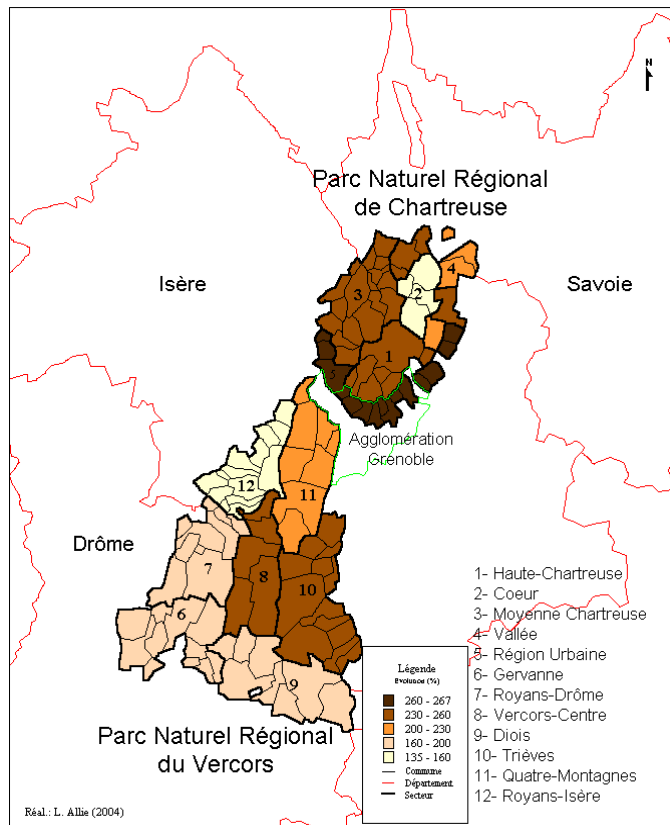 N
Parc Naturel Régional
de Chartreuse
Isère
Savoie
4
2
3
1
5
Agglomération
Grenoble
12
11
Drôme
7
8
10
6
9
1- Haute-Chartreuse
2- Coeur
3- Moyenne Chartreuse
4- Vallée
5- Région Urbaine
6- Gervanne
7- Royans-Drôme
8- Vercors-Centre
9- Diois
10- Trièves
11- Quatre-Montagnes
12- Royans-Isère
Légende
260 - 267
230 - 260
200 - 230
160 - 200
135 - 160
Commune
Département
Secteur
Parc Naturel Régional
du Vercors
Réal.: L. Allie (2004)